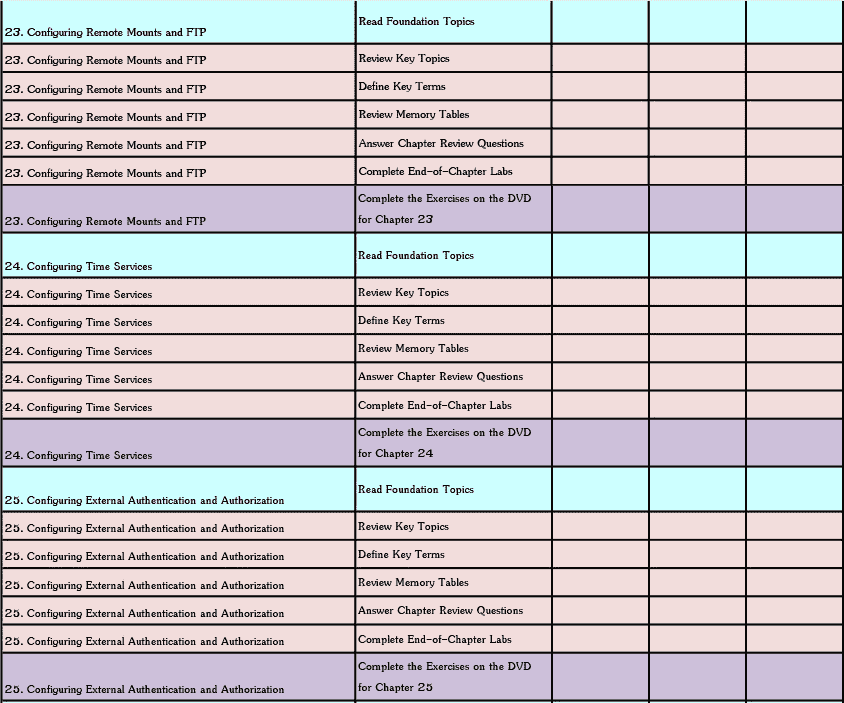 23. Configuring Remote Mounts and FTP Read Foundation Topics
23. Configuring Remote Mounts and FTP Review Key Topics
23. Configuring Remote Mounts and FTP Define Key Terms
23. Configuring Remote Mounts and FTP Review Memory Tables
23. Configuring Remote Mounts and FTP Answer Chapter Review Questions
23. Configuring Remote Mounts and FTP Complete End-of-Chapter Labs
23. Configuring Remote Mounts and FTP Complete the Exercises on the DVD
for Chapter 23
24. Configuring Time Services Read Foundation Topics
24. Configuring Time Services Review Key Topics
24. Configuring Time Services Define Key Terms
24. Configuring Time Services Review Memory Tables
24. Configuring Time Services Answer Chapter Review Questions
24. Configuring Time Services Complete End-of-Chapter Labs
24. Configuring Time Services Complete the Exercises on the DVD
for Chapter 24
25. Configuring External Authentication and Authorization Read Foundation Topics
25. Configuring External Authentication and Authorization Review Key Topics
25. Configuring External Authentication and Authorization Define Key Terms
25. Configuring External Authentication and Authorization Review Memory Tables
25. Configuring External Authentication and Authorization Answer Chapter Review Questions
25. Configuring External Authentication and Authorization Complete End-of-Chapter Labs
25. Configuring External Authentication and Authorization Complete the Exercises on the DVD
for Chapter 25